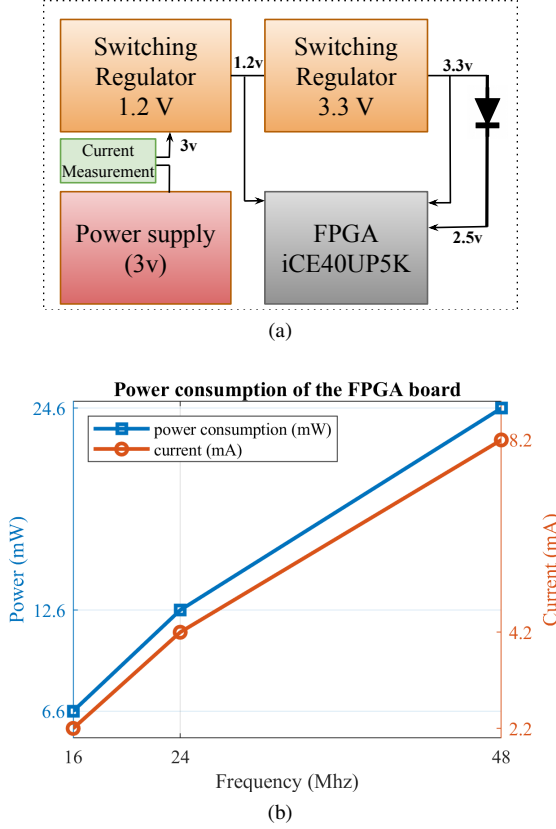 Switching
Regulator
1.2 V
1.2v
Switching
Regulator
3.3 V
3.3v
Current
Measurement
3v
Power supply
(3v)
FPGA
iCE40UP5K
2.5v
(a)
Power consumption of the FPGA board
power consumption (mW)
current (mA)
24.6
12.6
6.6
Power (mW)
8.2
4.2
2.2
Current (mA)
16
24
48
Frequency (Mhz)
(b)